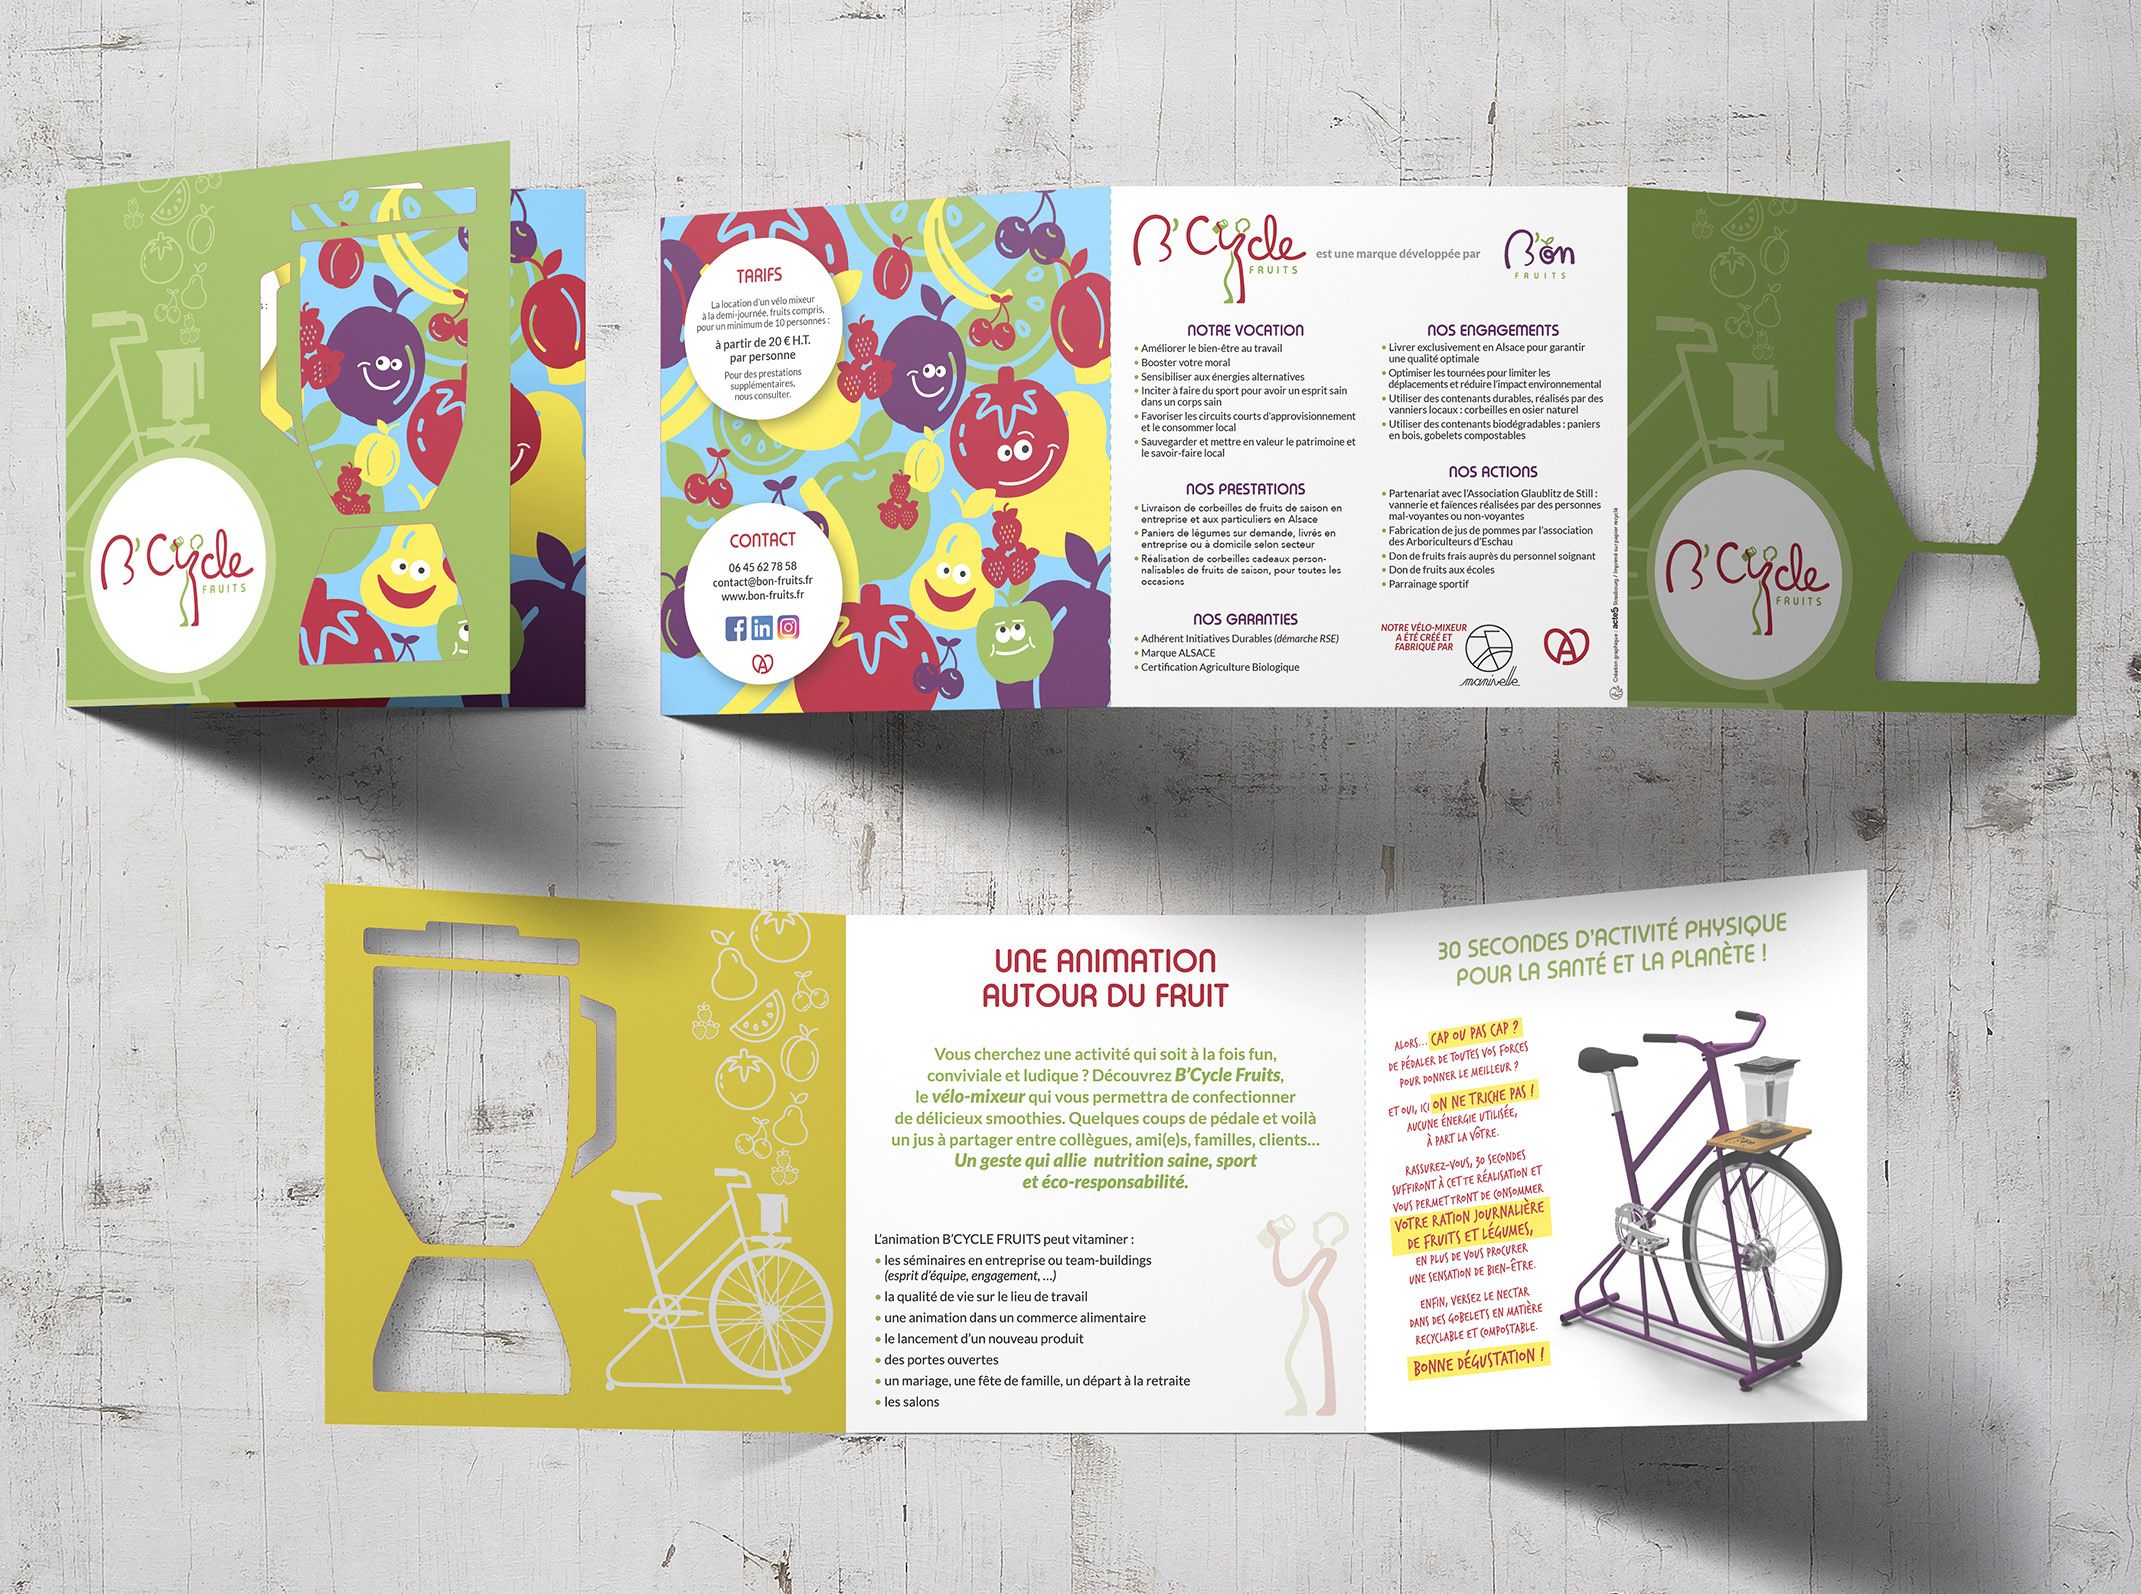 B'Cycle
FRUITS
s :
TARIFS
La location d'un vélo mixeur
à la demi-journée, fruits compris,
pour un minimum de 10 personnes :
à partir de 20 € H.T.
par personne
Pour des prestations
supplémentaires,
nous consulter.
CONTACT
06 45 62 78 58
contact@bon-fruits.fr
www.bon-fruits.fr
B'Cycle
FRUITS
est une marque développée par
B'on
FRUITS
NOTRE VOCATION
• Améliorer le bien-être au travail
• Booster votre moral
• Sensibiliser aux énergies alternatives
• Inciter à faire du sport pour avoir un esprit sain
dans un corps sain
• Favoriser les circuits courts d'approvisionnement
et le consommer local
• Sauvegarder et mettre en valeur le patrimoine et
le savoir-faire local
NOS PRESTATIONS
• Livraison de corbeilles de fruits de saison en
entreprise et aux particuliers en Alsace
• Paniers de légumes sur demande, livrés en
entreprise ou à domicile selon secteur
• Réalisation de corbeilles cadeaux person-
nalisables de fruits de saison, pour toutes les
occasions
NOS GARANTIES
• Adhérent Initiatives Durables (démarche RSE)
• Marque ALSACE
• Certification Agriculture Biologique
NOS ENGAGEMENTS
• Livrer exclusivement en Alsace pour garantir
une qualité optimale
• Optimiser les tournées pour limiter les
déplacements et réduire l'impact environnemental
• Utiliser des contenants durables, réalisés par des
vanniers locaux : corbeilles en osier naturel
• Utiliser des contenants biodégradables : paniers
en bois, gobelets compostables
NOS ACTIONS
• Partenariat avec l'Association Glaublitz de Still :
vannerie et faïences réalisées par des personnes
mal-voyantes ou non-voyantes
• Fabrication de jus de pommes par l'association
des Arboriculteurs d'Eschau
• Don de fruits frais auprès du personnel soignant
• Don de fruits aux écoles
• Parrainage sportif
NOTRE VÉLO-MIXEUR
A ÉTÉ CRÉÉ ET
FABRIQUÉ PAR
manivelle
Création graphique : acte5 Strasbourg / Imprimé sur papier recyclé
B'Cycle
FRUITS
UNE ANIMATION
AUTOUR DU FRUIT
Vous cherchez une activité qui soit à la fois fun,
conviviale et ludique ? Découvrez B'Cycle Fruits,
le vélo-mixeur qui vous permettra de confectionner
de délicieux smoothies. Quelques coups de pédale et voilà
un jus à partager entre collègues, ami(e)s, familles, clients...
Un geste qui allie nutrition saine, sport
et éco-responsabilité.
L'animation B'CYCLE FRUITS peut vitaminer :
• les séminaires en entreprise ou team-buildings
(esprit d'équipe, engagement, ...)
• la qualité de vie sur le lieu de travail
• une animation dans un commerce alimentaire
• le lancement d'un nouveau produit
• des portes ouvertes
• un mariage, une fête de famille, un départ à la retraite
• les salons
30 SECONDES D'ACTIVITÉ PHYSIQUE
POUR LA SANTÉ ET LA PLANÈTE !
ALORS... CAP OU PAS CAP ?
DE PÉDALER DE TOUTES VOS FORCES
POUR DONNER LE MEILLEUR ?
ET OUI, ICI ON NE TRICHE PAS !
AUCUNE ÉNERGIE UTILISÉE,
À PART LA VÔTRE.
RASSUREZ-VOUS, 30 SECONDES
SUFFIRONT À CETTE RÉALISATION ET
VOUS PERMETTRONT DE CONSOMMER
VOTRE RATION JOURNALIÈRE
DE FRUITS ET LÉGUMES,
EN PLUS DE VOUS PROCURER
UNE SENSATION DE BIEN-ÊTRE.
ENFIN, VERSEZ LE NECTAR
DANS DES GOBELETS EN MATIÈRE
RECYCLABLE ET COMPOSTABLE.
BONNE DÉGUSTATION !